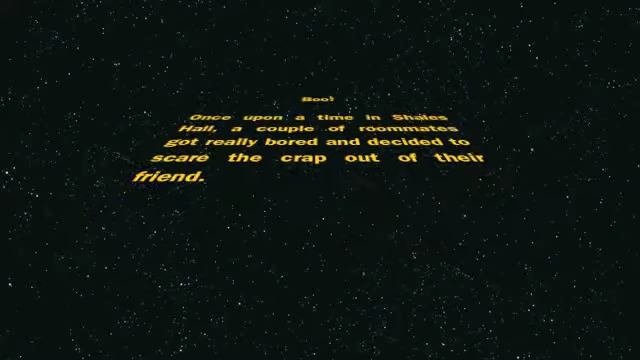 Boo!
Once upon a time in Shales
Hall, a couple of roommates
got really bored and decided to
scare the crap out of their
friend.